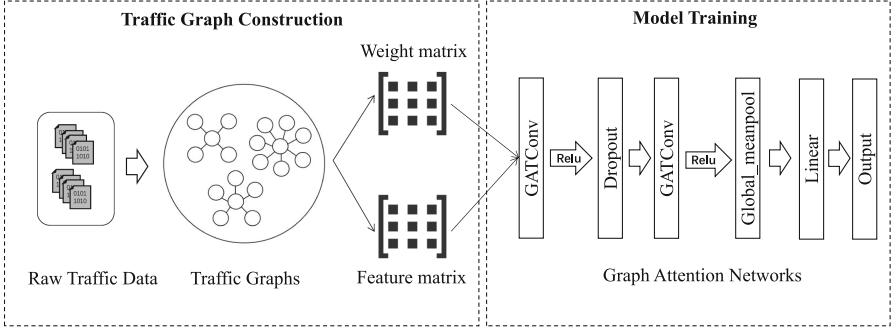 Traffic Graph Construction
Model Training
Weight matrix
0101
1010
0101
1010
Raw Traffic Data
Traffic Graphs
Feature matrix
GATConv
Relu
Dropout
GATConv
Relu
Global_meanpool
Linear
Output
Graph Attention Networks